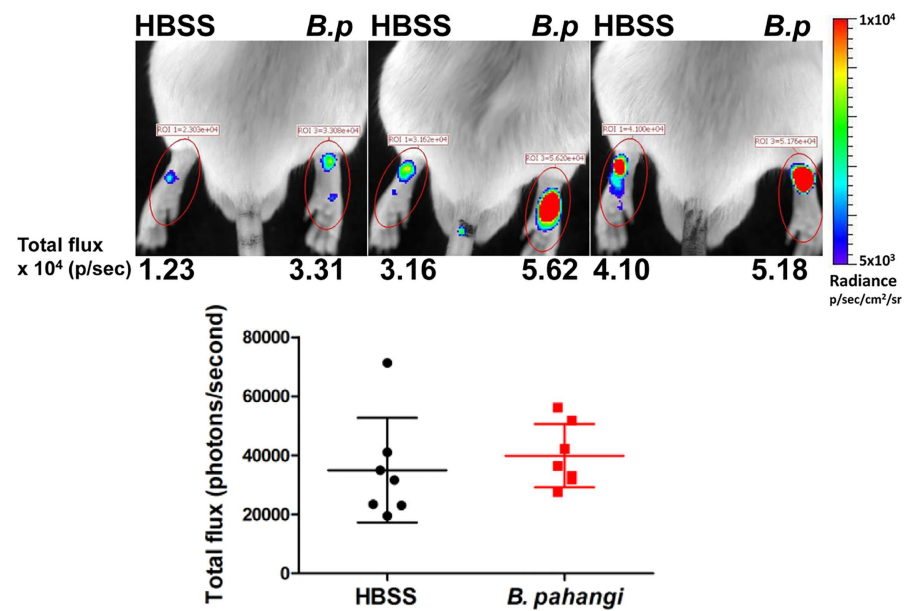 HBSS B.p HBSS B.p HBSS B.p
1x10⁴
ROI 1=2.303e+04
ROI 3=3.308e+04
ROI 1=3.162e+04
ROI 3=5.620e+04
ROI 1=4.100e+04
ROI 3=5.176e+04
5x10³
Radiance
p/sec/cm²/sr
Total flux
x 10⁴ (p/sec) 1.23 3.31 3.16 5.62 4.10 5.18
Total flux (photons/second)
80000
60000
40000
20000
0
HBSS B. pahangi